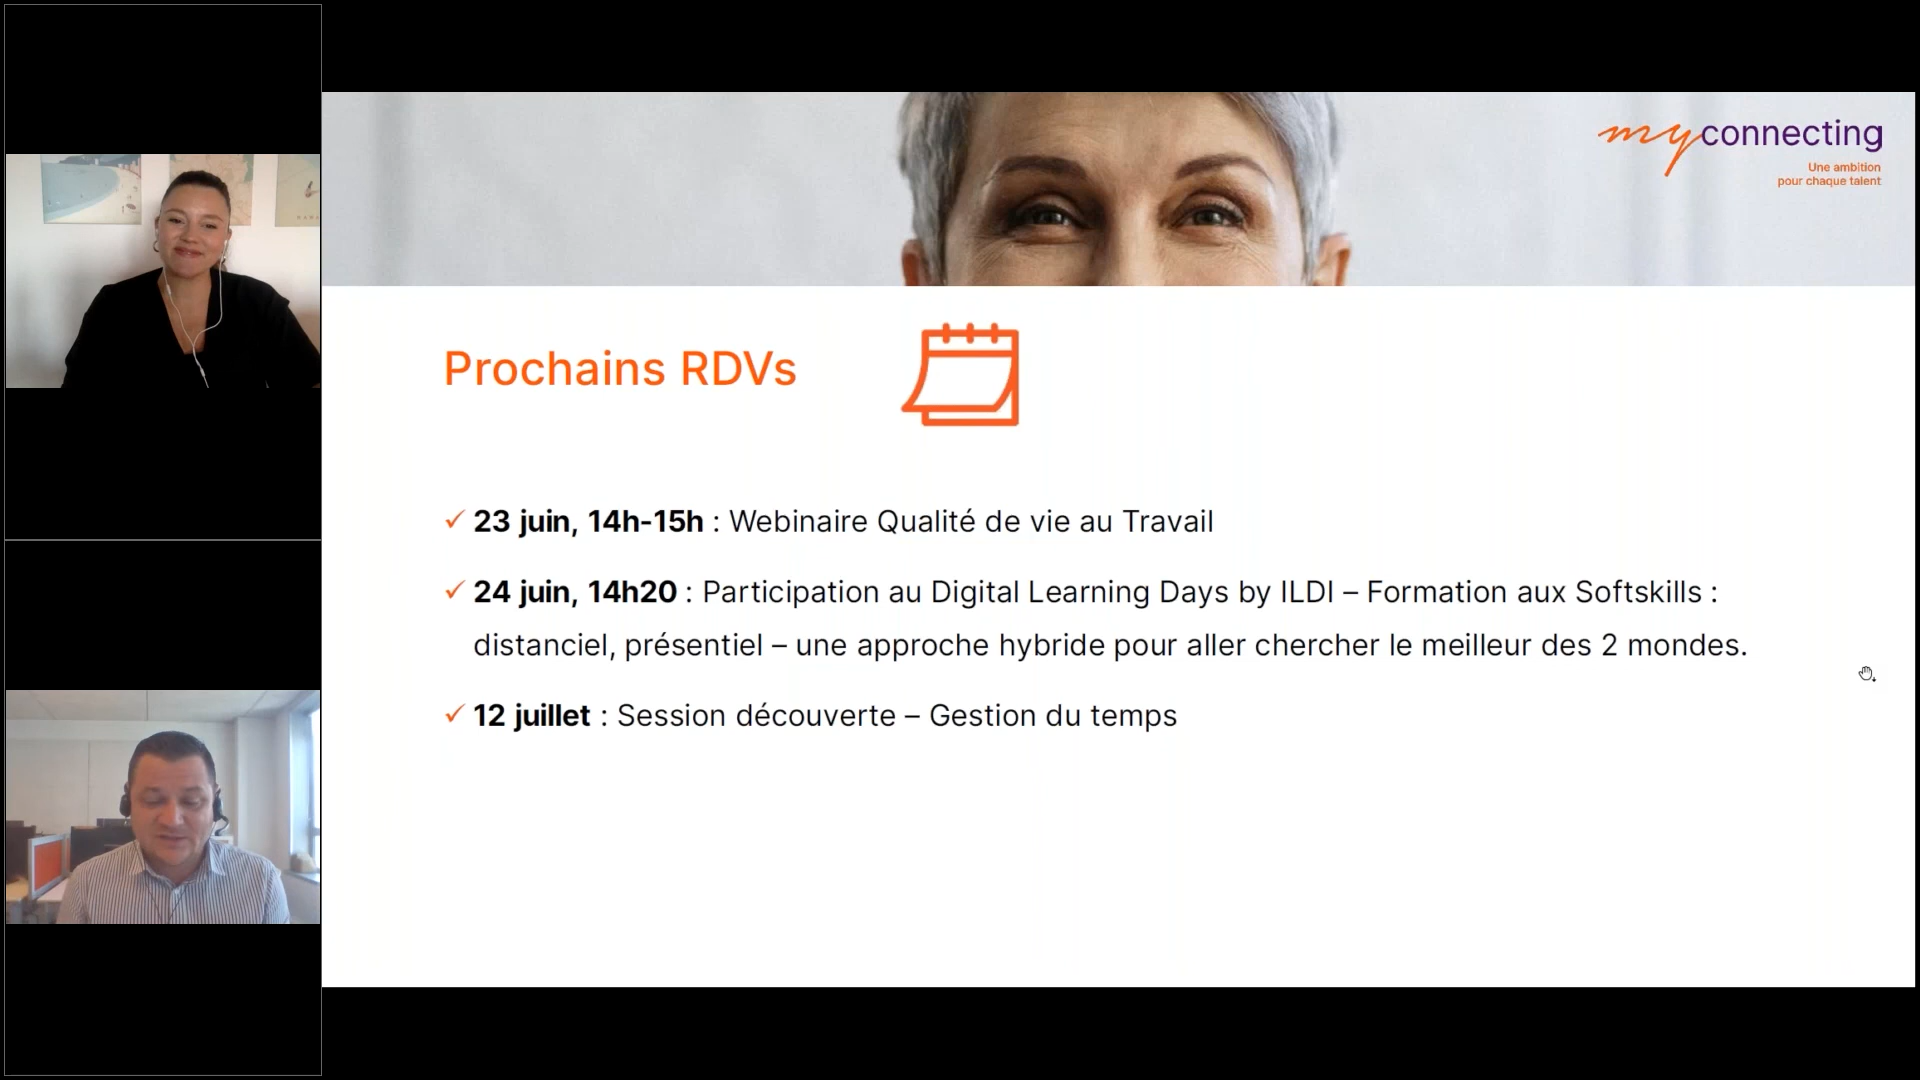 myconnecting
Une ambition
pour chaque talent
Prochains RDVs
✓ 23 juin, 14h-15h : Webinaire Qualité de vie au Travail
✓ 24 juin, 14h20 : Participation au Digital Learning Days by ILDI – Formation aux Softskills :
distanciel, présentiel – une approche hybride pour aller chercher le meilleur des 2 mondes.
✓ 12 juillet : Session découverte – Gestion du temps